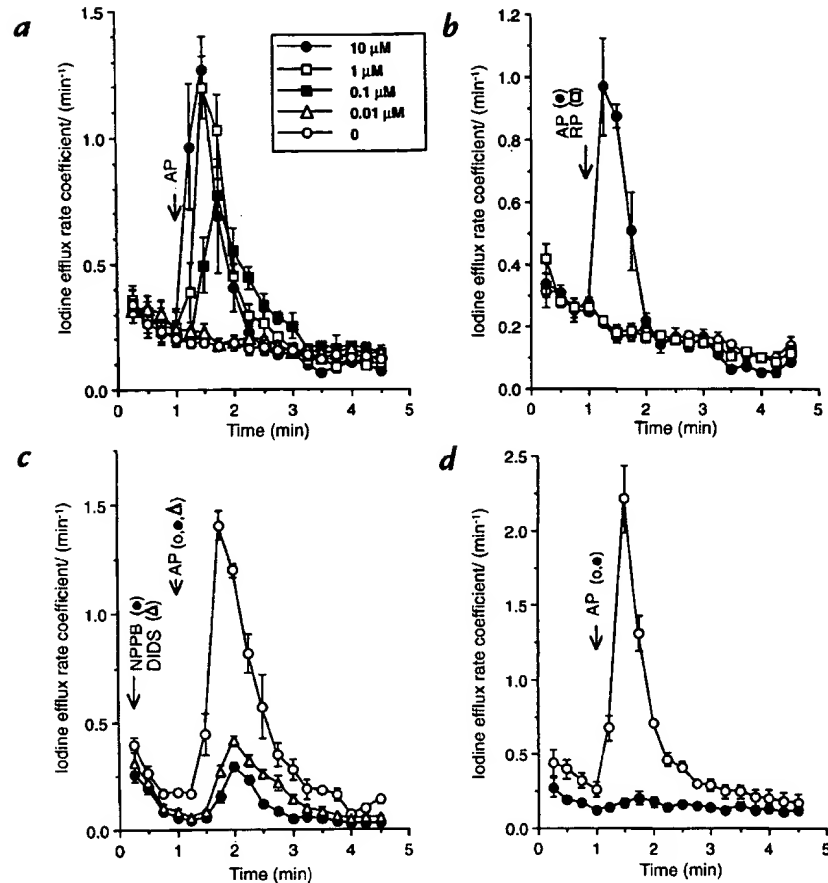 a
10 μM
1 μM
0.1 μM
0.01 μM
0
AP
Iodine efflux rate coefficient/ (min⁻¹)
1.5
1.0
0.5
0.0
0 1 2 3 4 5
Time (min)
b
AP (●)
RP (□)
Iodine efflux rate coefficient/ (min⁻¹)
1.2
1.0
0.8
0.6
0.4
0.2
0.0
0 1 2 3 4 5
Time (min)
c
NPPB (●)
DIDS (△)
AP (○,●,△)
Iodine efflux rate coefficient/ (min⁻¹)
1.5
1.0
0.5
0.0
0 1 2 3 4 5
Time (min)
d
AP (○,●)
Iodine efflux rate coefficient/ (min⁻¹)
2.5
2.0
1.5
1.0
0.5
0.0
0 1 2 3 4 5
Time (min)